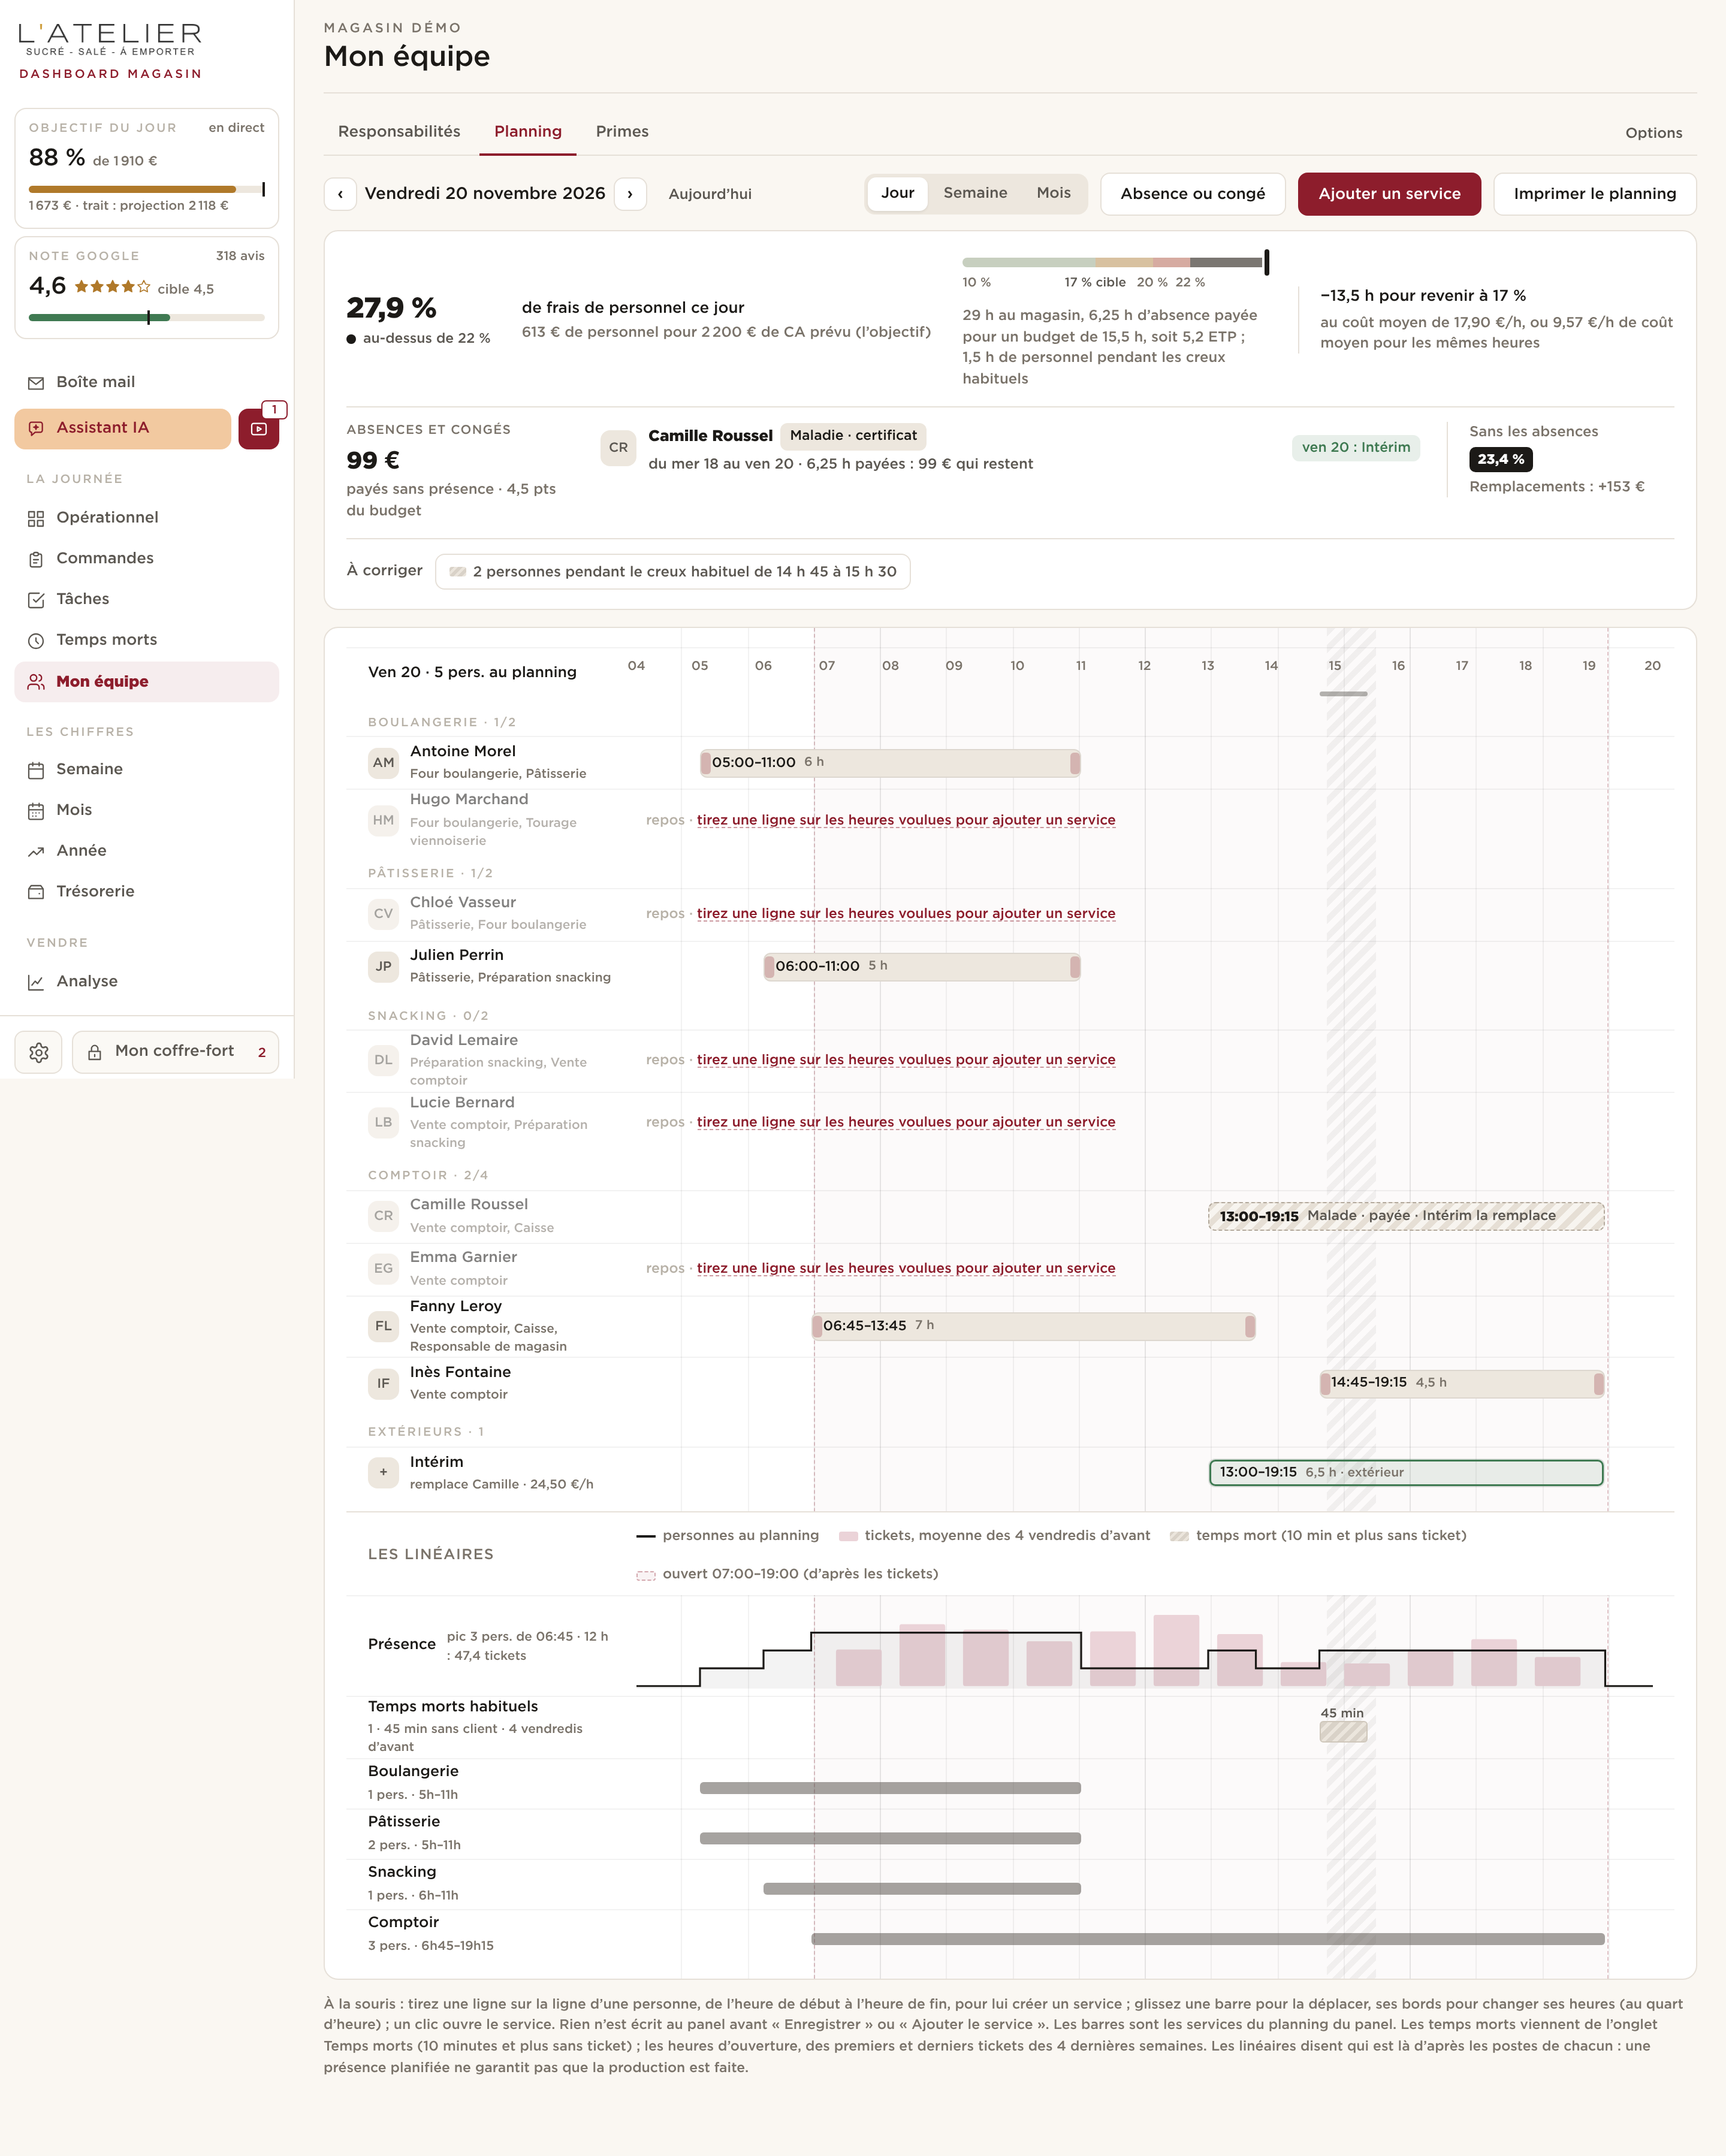 L'ATELIER
SUCRÉ - SALÉ - À EMPORTER
DASHBOARD MAGASIN
OBJECTIF DU JOUR en direct
88 % de 1 910 €
1 673 € · trait : projection 2 118 €
NOTE GOOGLE 318 avis
4,6 cible 4,5
Boîte mail
Assistant IA 1
LA JOURNÉE
Opérationnel
Commandes
Tâches
Temps morts
Mon équipe
LES CHIFFRES
Semaine
Mois
Année
Trésorerie
VENDRE
Analyse
Mon coffre-fort 2
MAGASIN DÉMO
Mon équipe
Responsabilités Planning Primes Options
‹ Vendredi 20 novembre 2026 › Aujourd'hui Jour Semaine Mois Absence ou congé Ajouter un service Imprimer le planning
27,9 %
au-dessus de 22 %
de frais de personnel ce jour
613 € de personnel pour 2 200 € de CA prévu (l'objectif)
10 % 17 % cible 20 % 22 %
29 h au magasin, 6,25 h d'absence payée
pour un budget de 15,5 h, soit 5,2 ETP ;
1,5 h de personnel pendant les creux
habituels
−13,5 h pour revenir à 17 %
au coût moyen de 17,90 €/h, ou 9,57 €/h de coût
moyen pour les mêmes heures
ABSENCES ET CONGÉS
99 €
payés sans présence · 4,5 pts
du budget
CR Camille Roussel Maladie · certificat
du mer 18 au ven 20 · 6,25 h payées : 99 € qui restent
ven 20 : Intérim
Sans les absences
23,4 %
Remplacements : +153 €
À corriger 2 personnes pendant le creux habituel de 14 h 45 à 15 h 30
Ven 20 · 5 pers. au planning 04 05 06 07 08 09 10 11 12 13 14 15 16 17 18 19 20
BOULANGERIE · 1/2
AM Antoine Morel
Four boulangerie, Pâtisserie
05:00–11:00 6 h
HM Hugo Marchand
Four boulangerie, Tourage
viennoiserie
repos · tirez une ligne sur les heures voulues pour ajouter un service
PÂTISSERIE · 1/2
CV Chloé Vasseur
Pâtisserie, Four boulangerie
repos · tirez une ligne sur les heures voulues pour ajouter un service
JP Julien Perrin
Pâtisserie, Préparation snacking
06:00–11:00 5 h
SNACKING · 0/2
DL David Lemaire
Préparation snacking, Vente
comptoir
repos · tirez une ligne sur les heures voulues pour ajouter un service
LB Lucie Bernard
Vente comptoir, Préparation
snacking
repos · tirez une ligne sur les heures voulues pour ajouter un service
COMPTOIR · 2/4
CR Camille Roussel
Vente comptoir, Caisse
13:00–19:15 Malade · payée · Intérim la remplace
EG Emma Garnier
Vente comptoir
repos · tirez une ligne sur les heures voulues pour ajouter un service
FL Fanny Leroy
Vente comptoir, Caisse,
Responsable de magasin
06:45–13:45 7 h
IF Inès Fontaine
Vente comptoir
14:45–19:15 4,5 h
EXTÉRIEURS · 1
+ Intérim
remplace Camille · 24,50 €/h
13:00–19:15 6,5 h · extérieur
LES LINÉAIRES
personnes au planning tickets, moyenne des 4 vendredis d'avant temps mort (10 min et plus sans ticket)
ouvert 07:00–19:00 (d'après les tickets)
Présence pic 3 pers. de 06:45 · 12 h
: 47,4 tickets
Temps morts habituels
1 · 45 min sans client · 4 vendredis
d'avant
45 min
Boulangerie
1 pers. · 5h–11h
Pâtisserie
2 pers. · 5h–11h
Snacking
1 pers. · 6h–11h
Comptoir
3 pers. · 6h45–19h15
À la souris : tirez une ligne sur la ligne d'une personne, de l'heure de début à l'heure de fin, pour lui créer un service ; glissez une barre pour la déplacer, ses bords pour changer ses heures (au quart
d'heure) ; un clic ouvre le service. Rien n'est écrit au panel avant « Enregistrer » ou « Ajouter le service ». Les barres sont les services du planning du panel. Les temps morts viennent de l'onglet
Temps morts (10 minutes et plus sans ticket) ; les heures d'ouverture, des premiers et derniers tickets des 4 dernières semaines. Les linéaires disent qui est là d'après les postes de chacun : une
présence planifiée ne garantit pas que la production est faite.